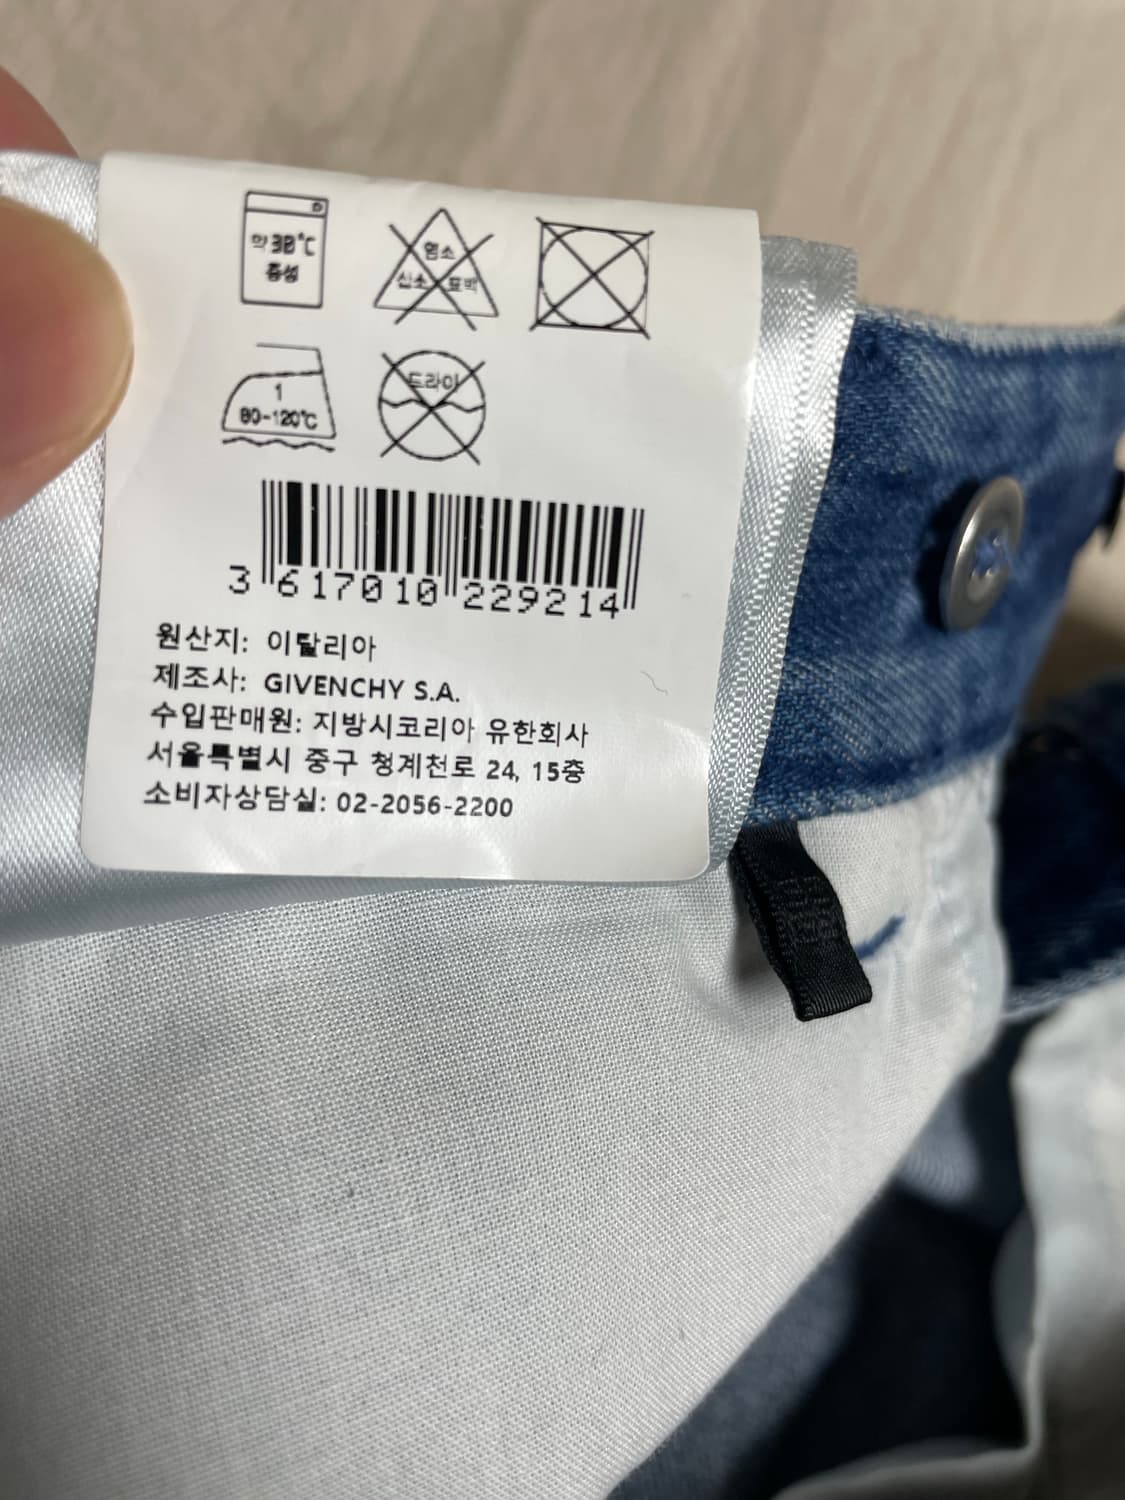 약30℃
중성
염소
산소 표백
드라이
1
80-120℃
3 617010 229214
원산지: 이탈리아
제조사: GIVENCHY S.A.
수입판매원: 지방시코리아 유한회사
서울특별시 중구 청계천로 24, 15층
소비자상담실: 02-2056-2200